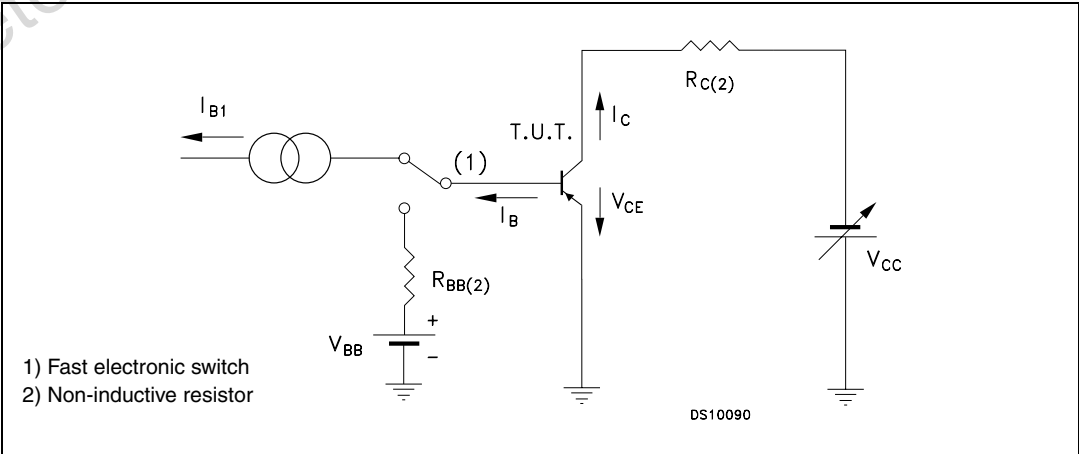 I_B1
T.U.T.
I_C
R_C(2)
(1)
I_B
V_CE
V_CC
R_BB(2)
V_BB
+
−
1) Fast electronic switch
2) Non-inductive resistor
DS10090